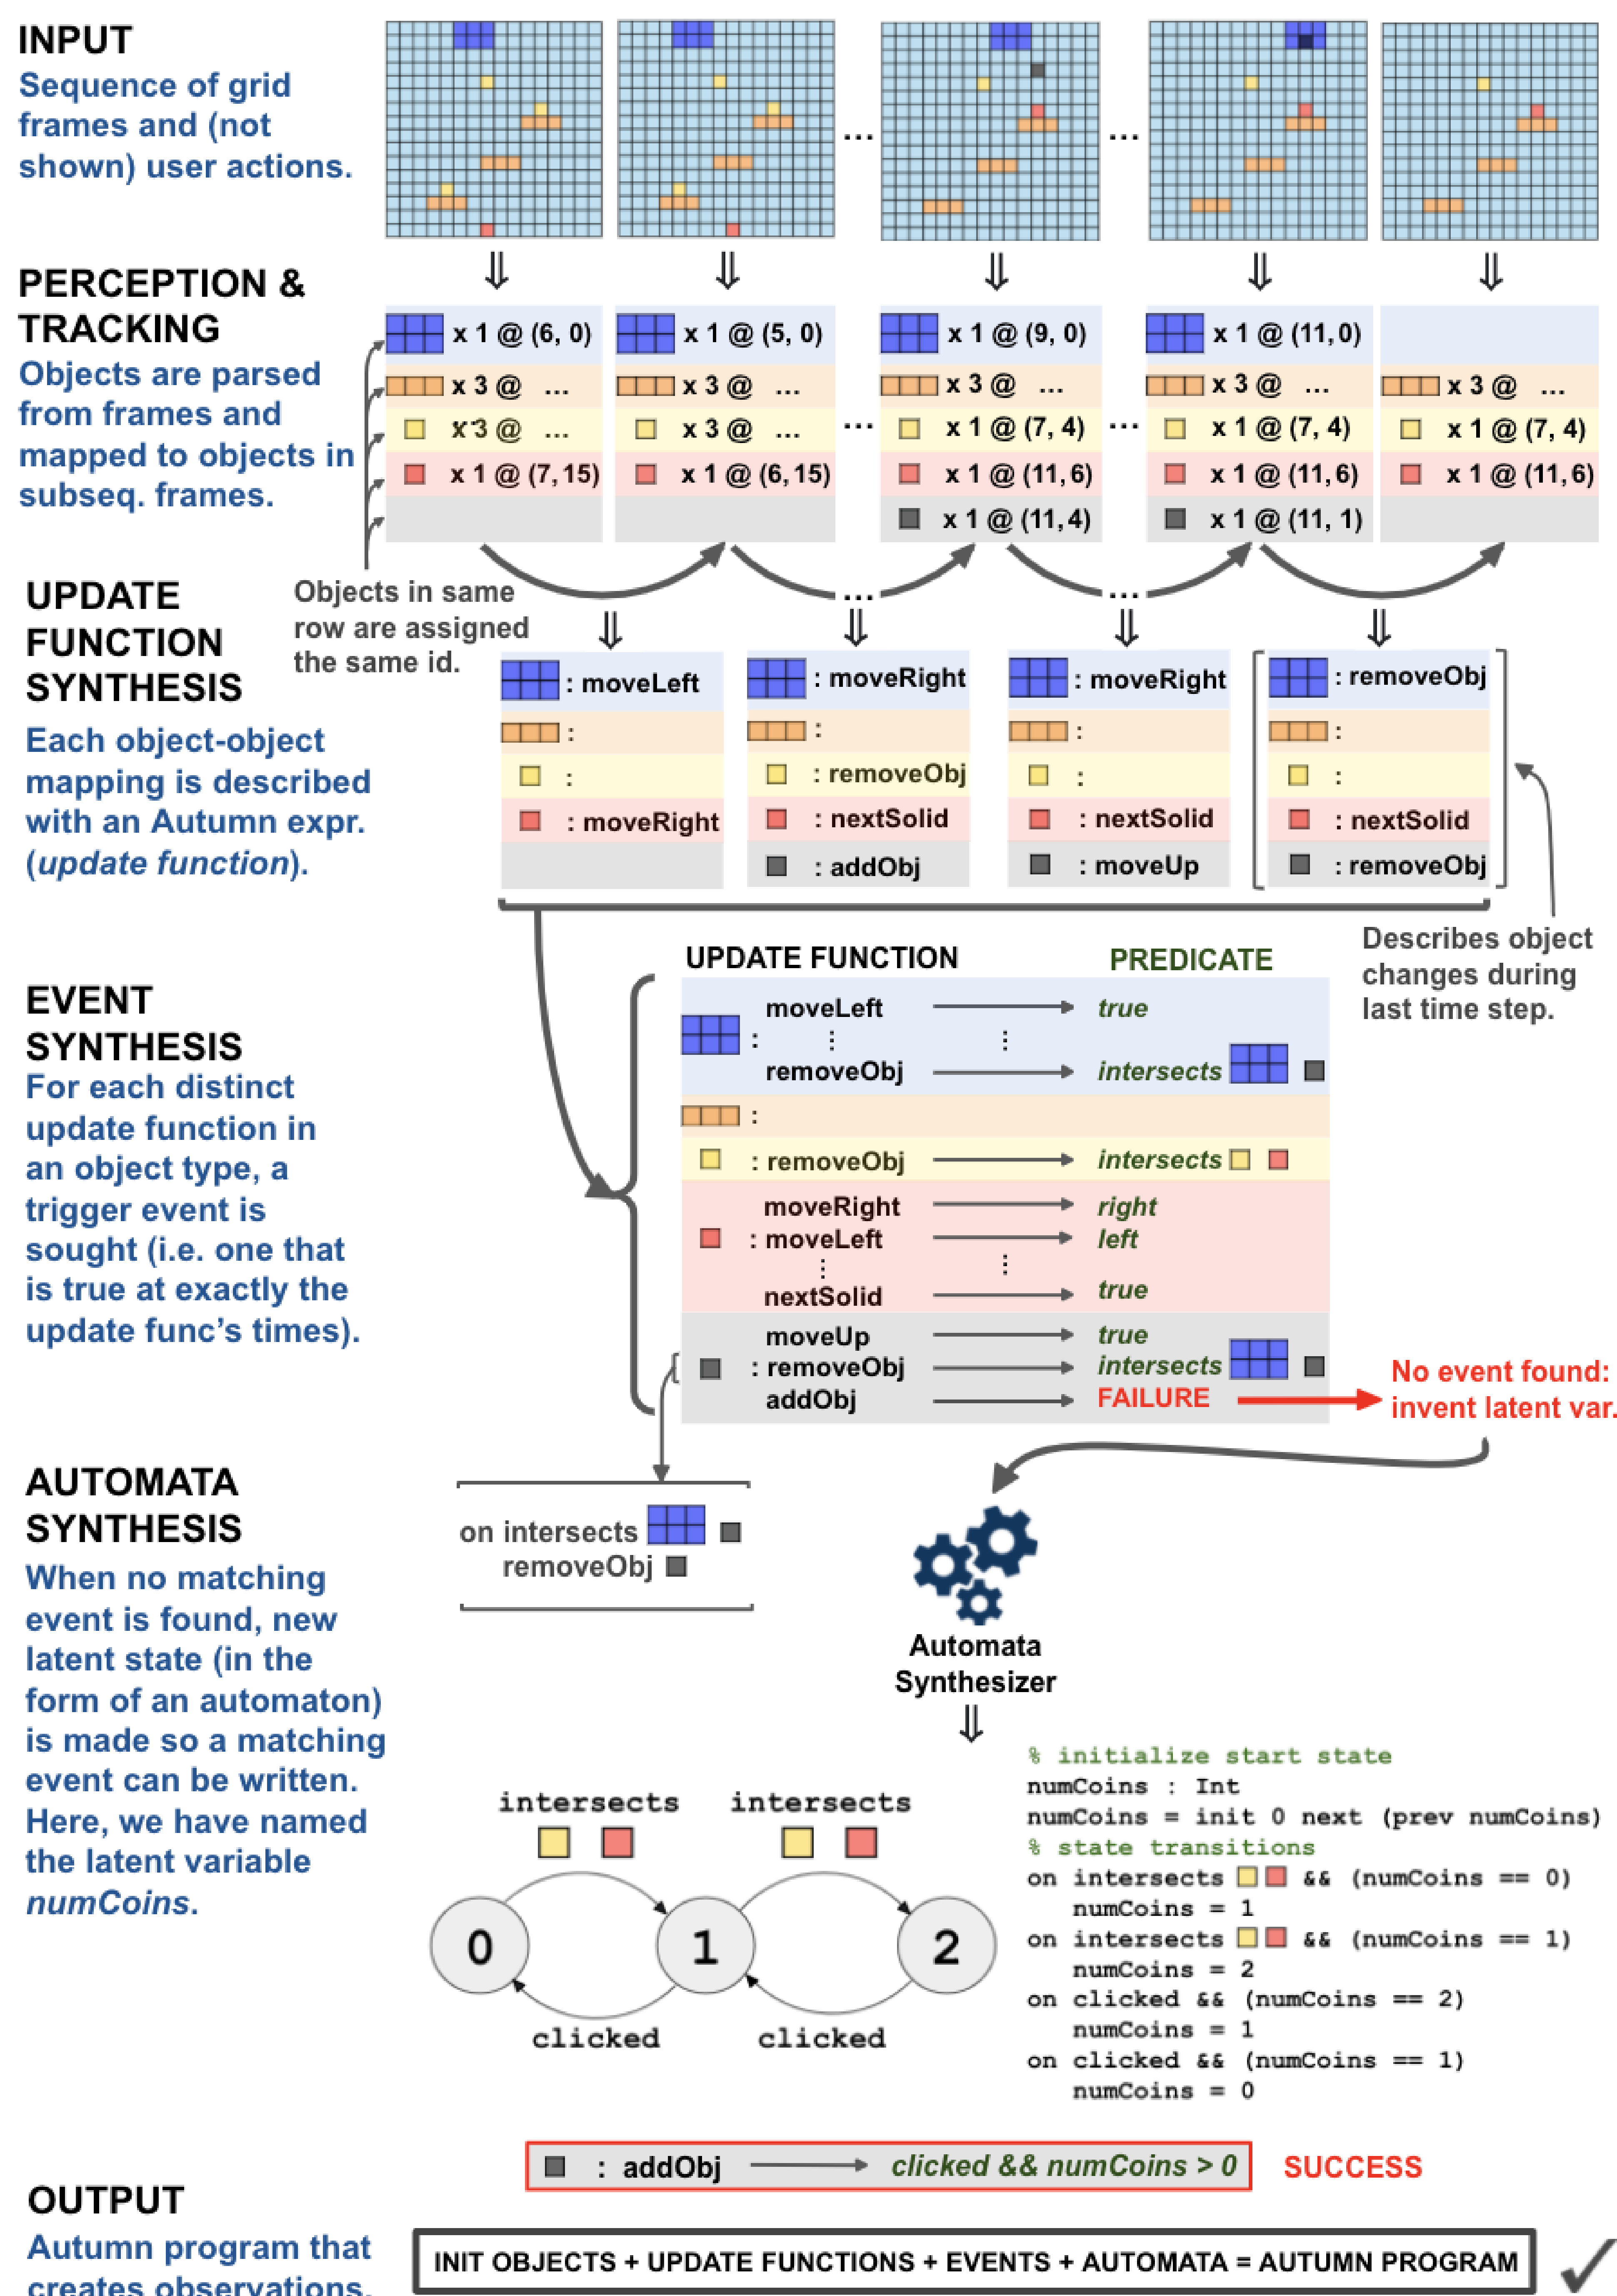 INPUT
Sequence of grid
frames and (not
shown) user actions.
...
...
PERCEPTION &
TRACKING
Objects are parsed
from frames and
mapped to objects in
subseq. frames.
x 1 @ (6, 0)
x 3 @ ...
x 3 @ ...
x 1 @ (7,15)
x 1 @ (5, 0)
x 3 @ ...
x 3 @ ...
x 1 @ (6,15)
...
x 1 @ (9, 0)
x 3 @ ...
x 1 @ (7, 4)
x 1 @ (11,6)
x 1 @ (11,4)
...
x 1 @ (11,0)
x 3 @ ...
x 1 @ (7, 4)
x 1 @ (11,6)
x 1 @ (11, 1)
x 3 @ ...
x 1 @ (7, 4)
x 1 @ (11,6)
Objects in same
row are assigned
the same id.
...
...
UPDATE
FUNCTION
SYNTHESIS
Each object-object
mapping is described
with an Autumn expr.
(update function).
: moveLeft
:
:
: moveRight
: moveRight
:
: removeObj
: nextSolid
: addObj
: moveRight
:
:
: nextSolid
: moveUp
: removeObj
:
:
: nextSolid
: removeObj
Describes object
changes during
last time step.
EVENT
SYNTHESIS
For each distinct
update function in
an object type, a
trigger event is
sought (i.e. one that
is true at exactly the
update func's times).
UPDATE FUNCTION PREDICATE
moveLeft true
: ⋮ ⋮
removeObj intersects
:
: removeObj intersects
moveRight right
: moveLeft left
⋮ ⋮
nextSolid true
moveUp true
: removeObj intersects
addObj FAILURE
No event found:
invent latent var.
AUTOMATA
SYNTHESIS
When no matching
event is found, new
latent state (in the
form of an automaton)
is made so a matching
event can be written.
Here, we have named
the latent variable
numCoins.
on intersects
removeObj
Automata
Synthesizer
intersects intersects
0 1 2
clicked clicked
% initialize start state
numCoins : Int
numCoins = init 0 next (prev numCoins)
% state transitions
on intersects && (numCoins == 0)
numCoins = 1
on intersects && (numCoins == 1)
numCoins = 2
on clicked && (numCoins == 2)
numCoins = 1
on clicked && (numCoins == 1)
numCoins = 0
: addObj clicked && numCoins > 0 SUCCESS
OUTPUT
Autumn program that
creates observations.
INIT OBJECTS + UPDATE FUNCTIONS + EVENTS + AUTOMATA = AUTUMN PROGRAM